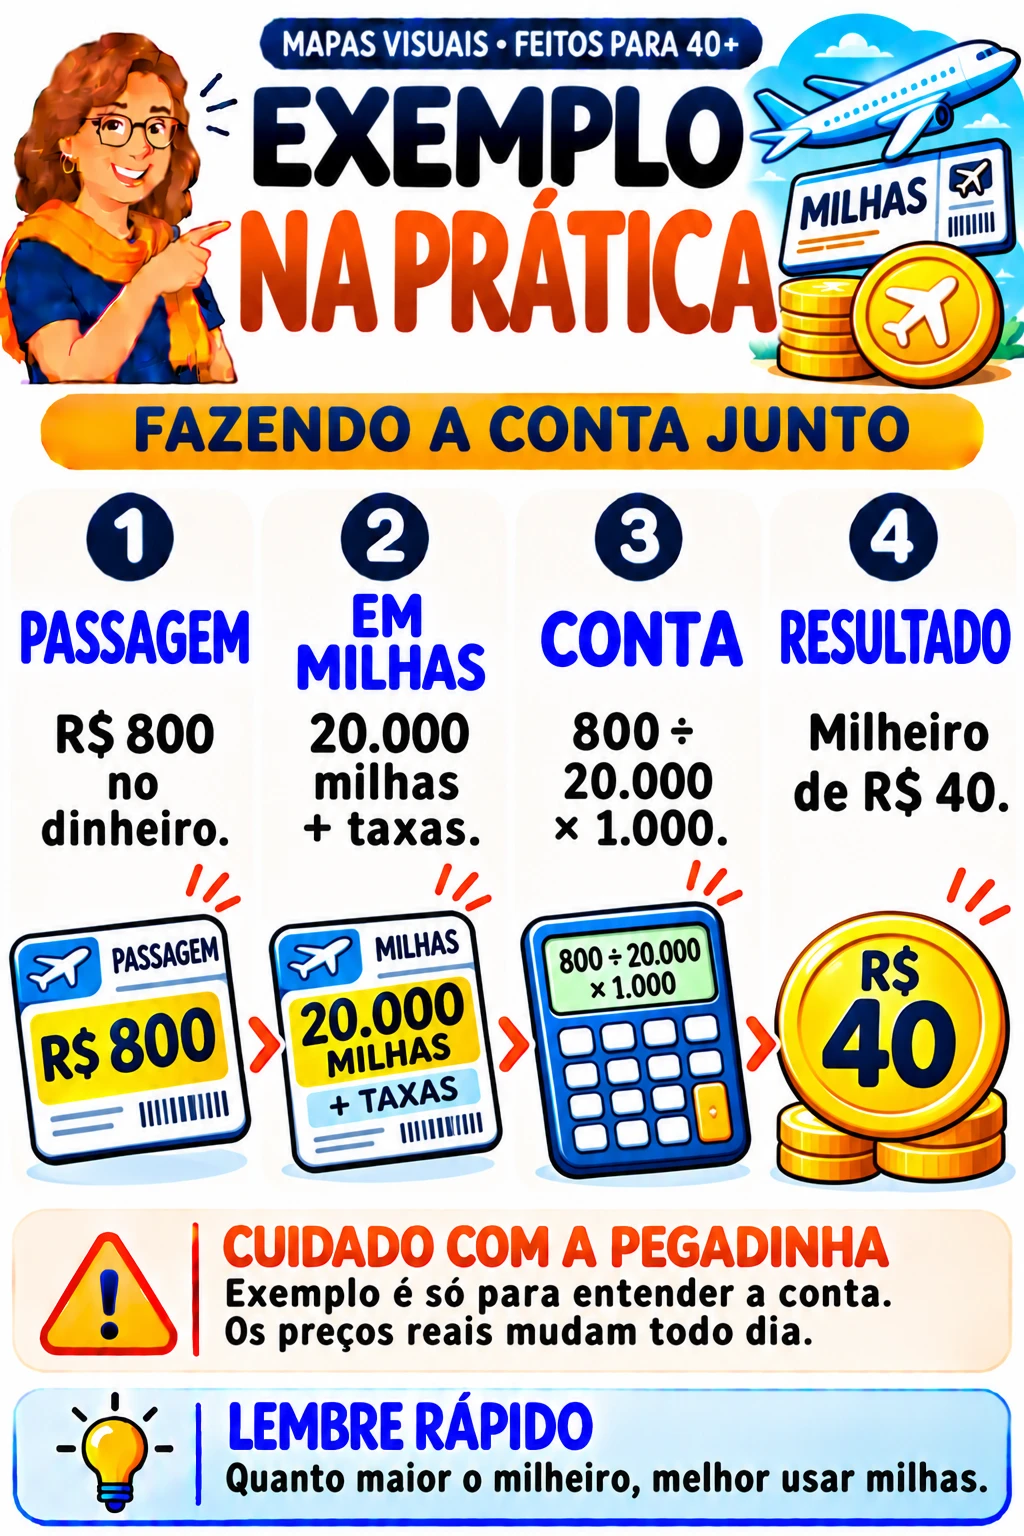 MAPAS VISUAIS • FEITOS PARA 40+
EXEMPLO
NA PRÁTICA
MILHAS
FAZENDO A CONTA JUNTO
1
PASSAGEM
R$ 800
no
dinheiro.
2
EM
MILHAS
20.000
milhas
+ taxas.
3
CONTA
800 ÷
20.000
× 1.000.
4
RESULTADO
Milheiro
de R$ 40.
PASSAGEM
R$ 800
MILHAS
20.000
MILHAS
+ TAXAS
800 ÷ 20.000
× 1.000
R$
40
CUIDADO COM A PEGADINHA
Exemplo é só para entender a conta.
Os preços reais mudam todo dia.
LEMBRE RÁPIDO
Quanto maior o milheiro, melhor usar milhas.